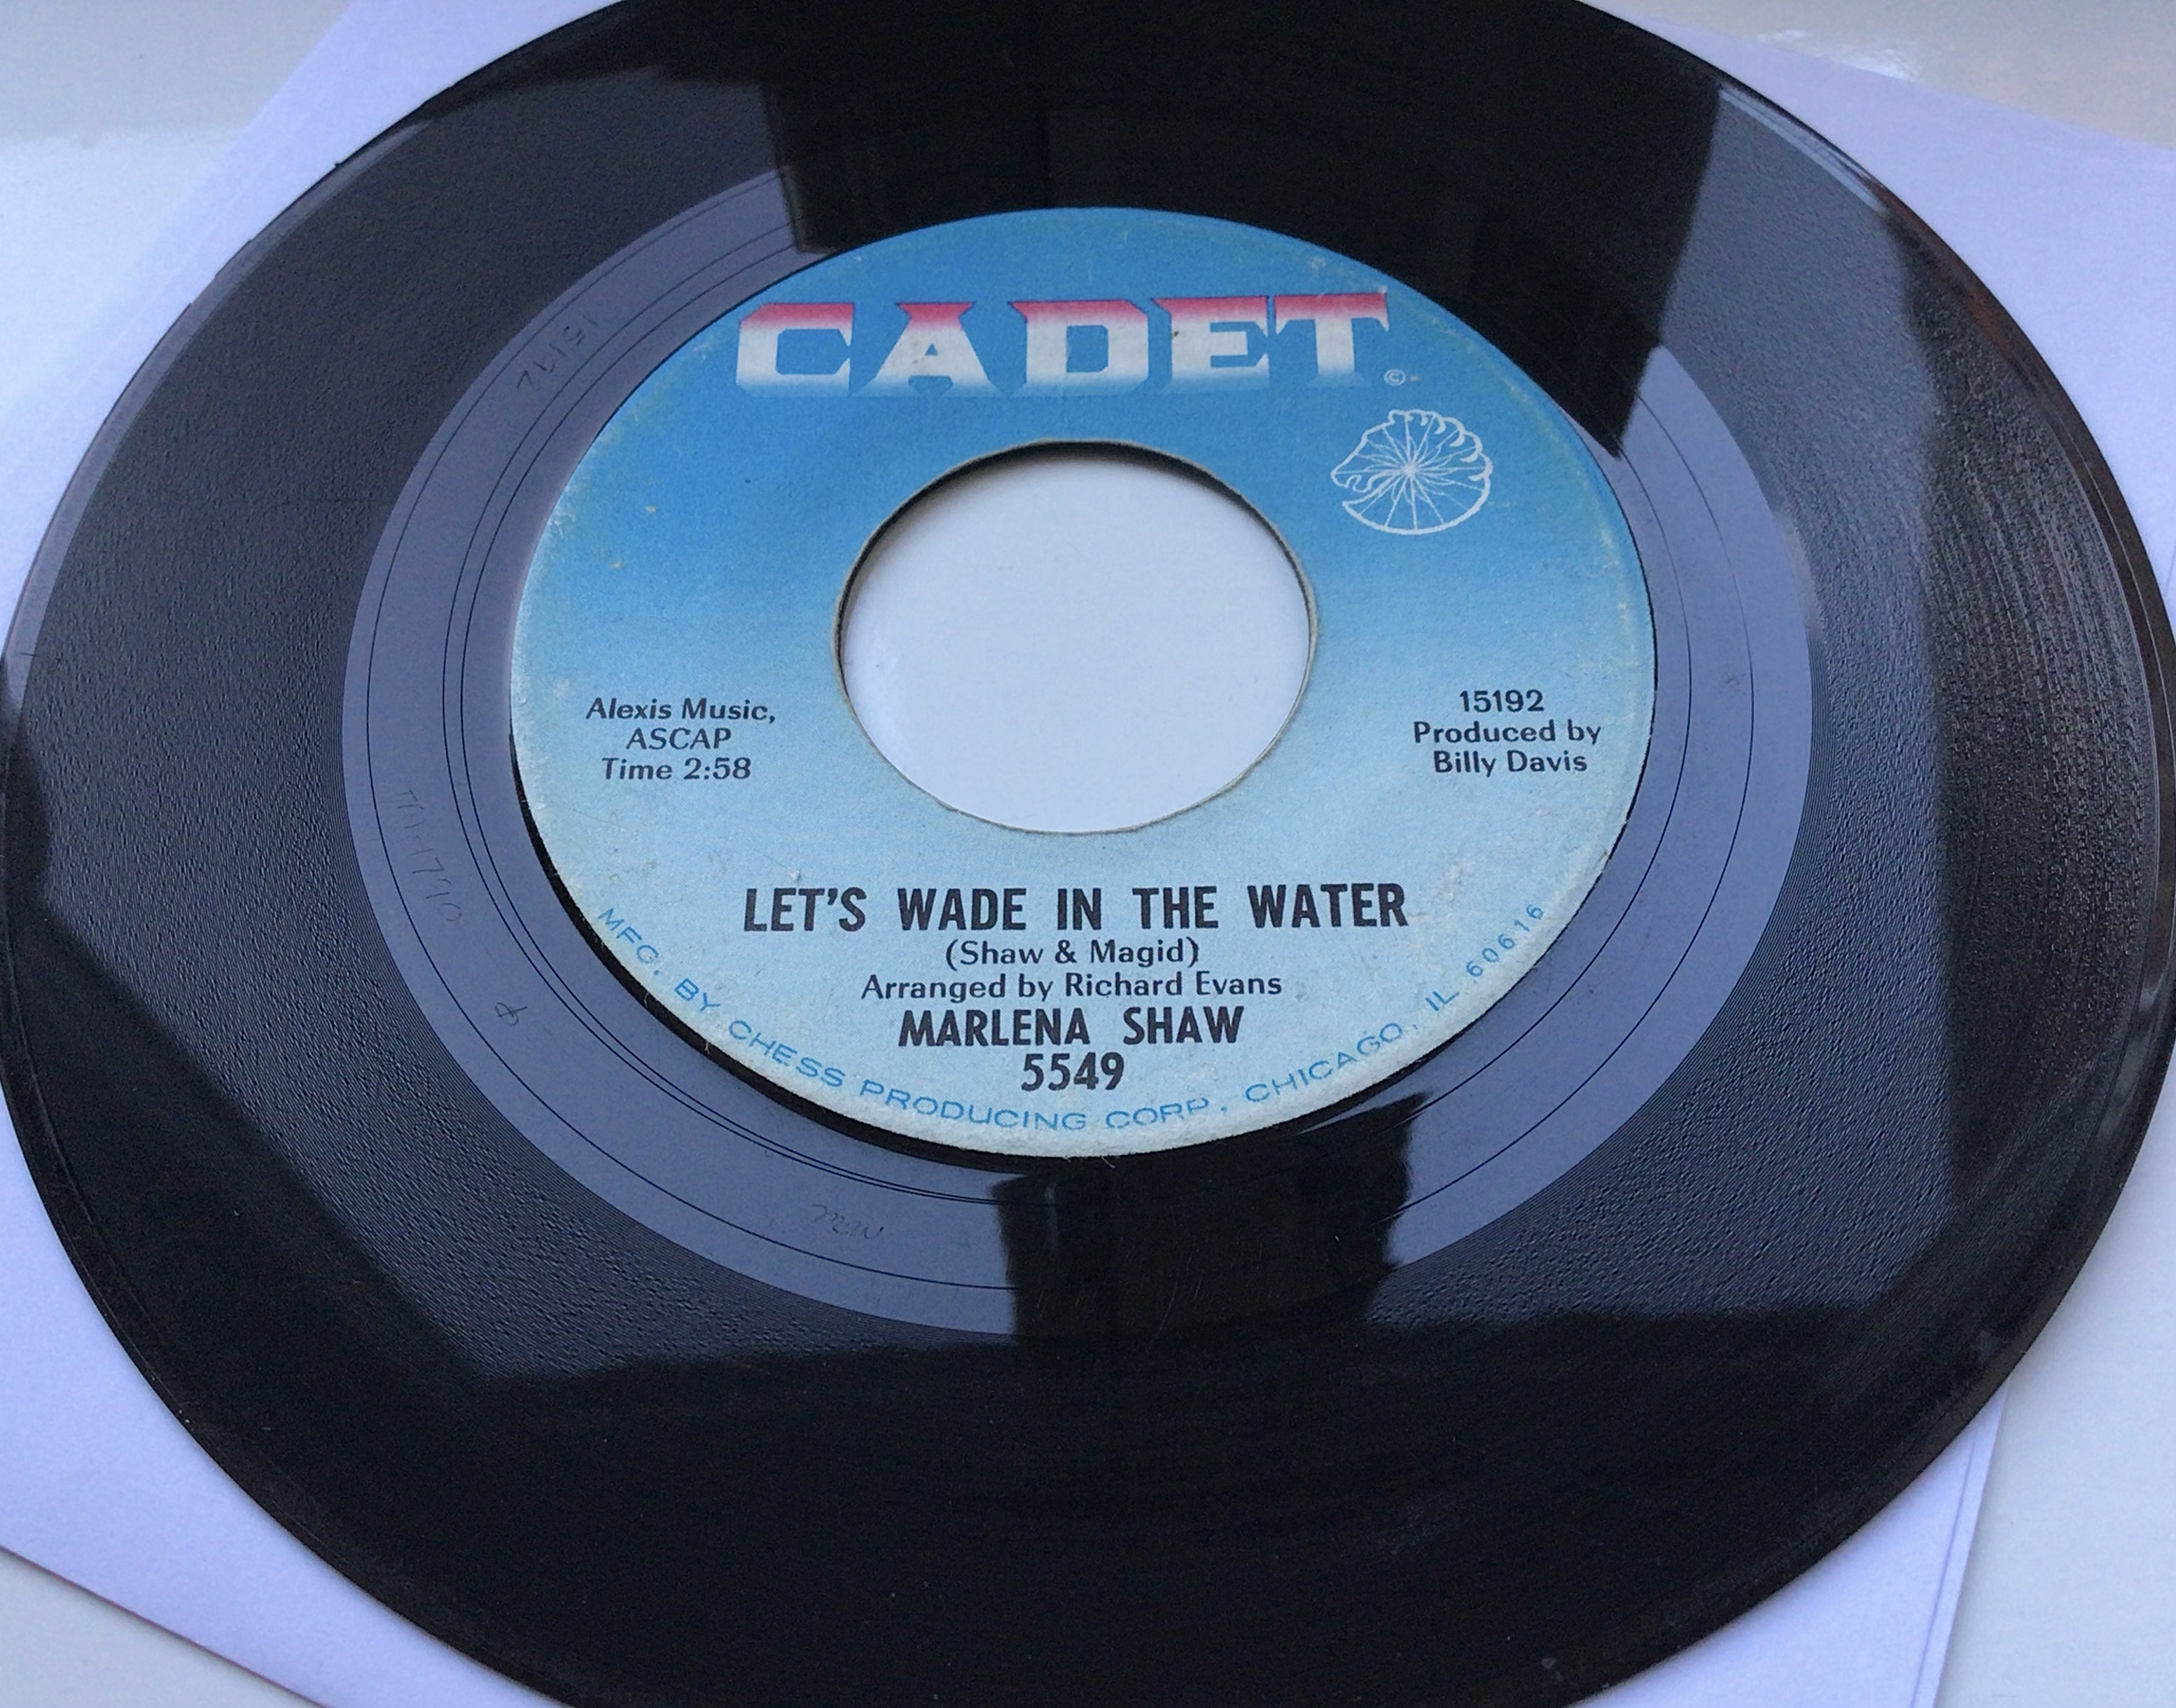 CADET ©
Alexis Music,
ASCAP
Time 2:58
15192
Produced by
Billy Davis
LET'S WADE IN THE WATER
(Shaw & Magid)
Arranged by Richard Evans
MARLENA SHAW
5549
MFG. BY CHESS PRODUCING CORP., CHICAGO, IL 60616
15192